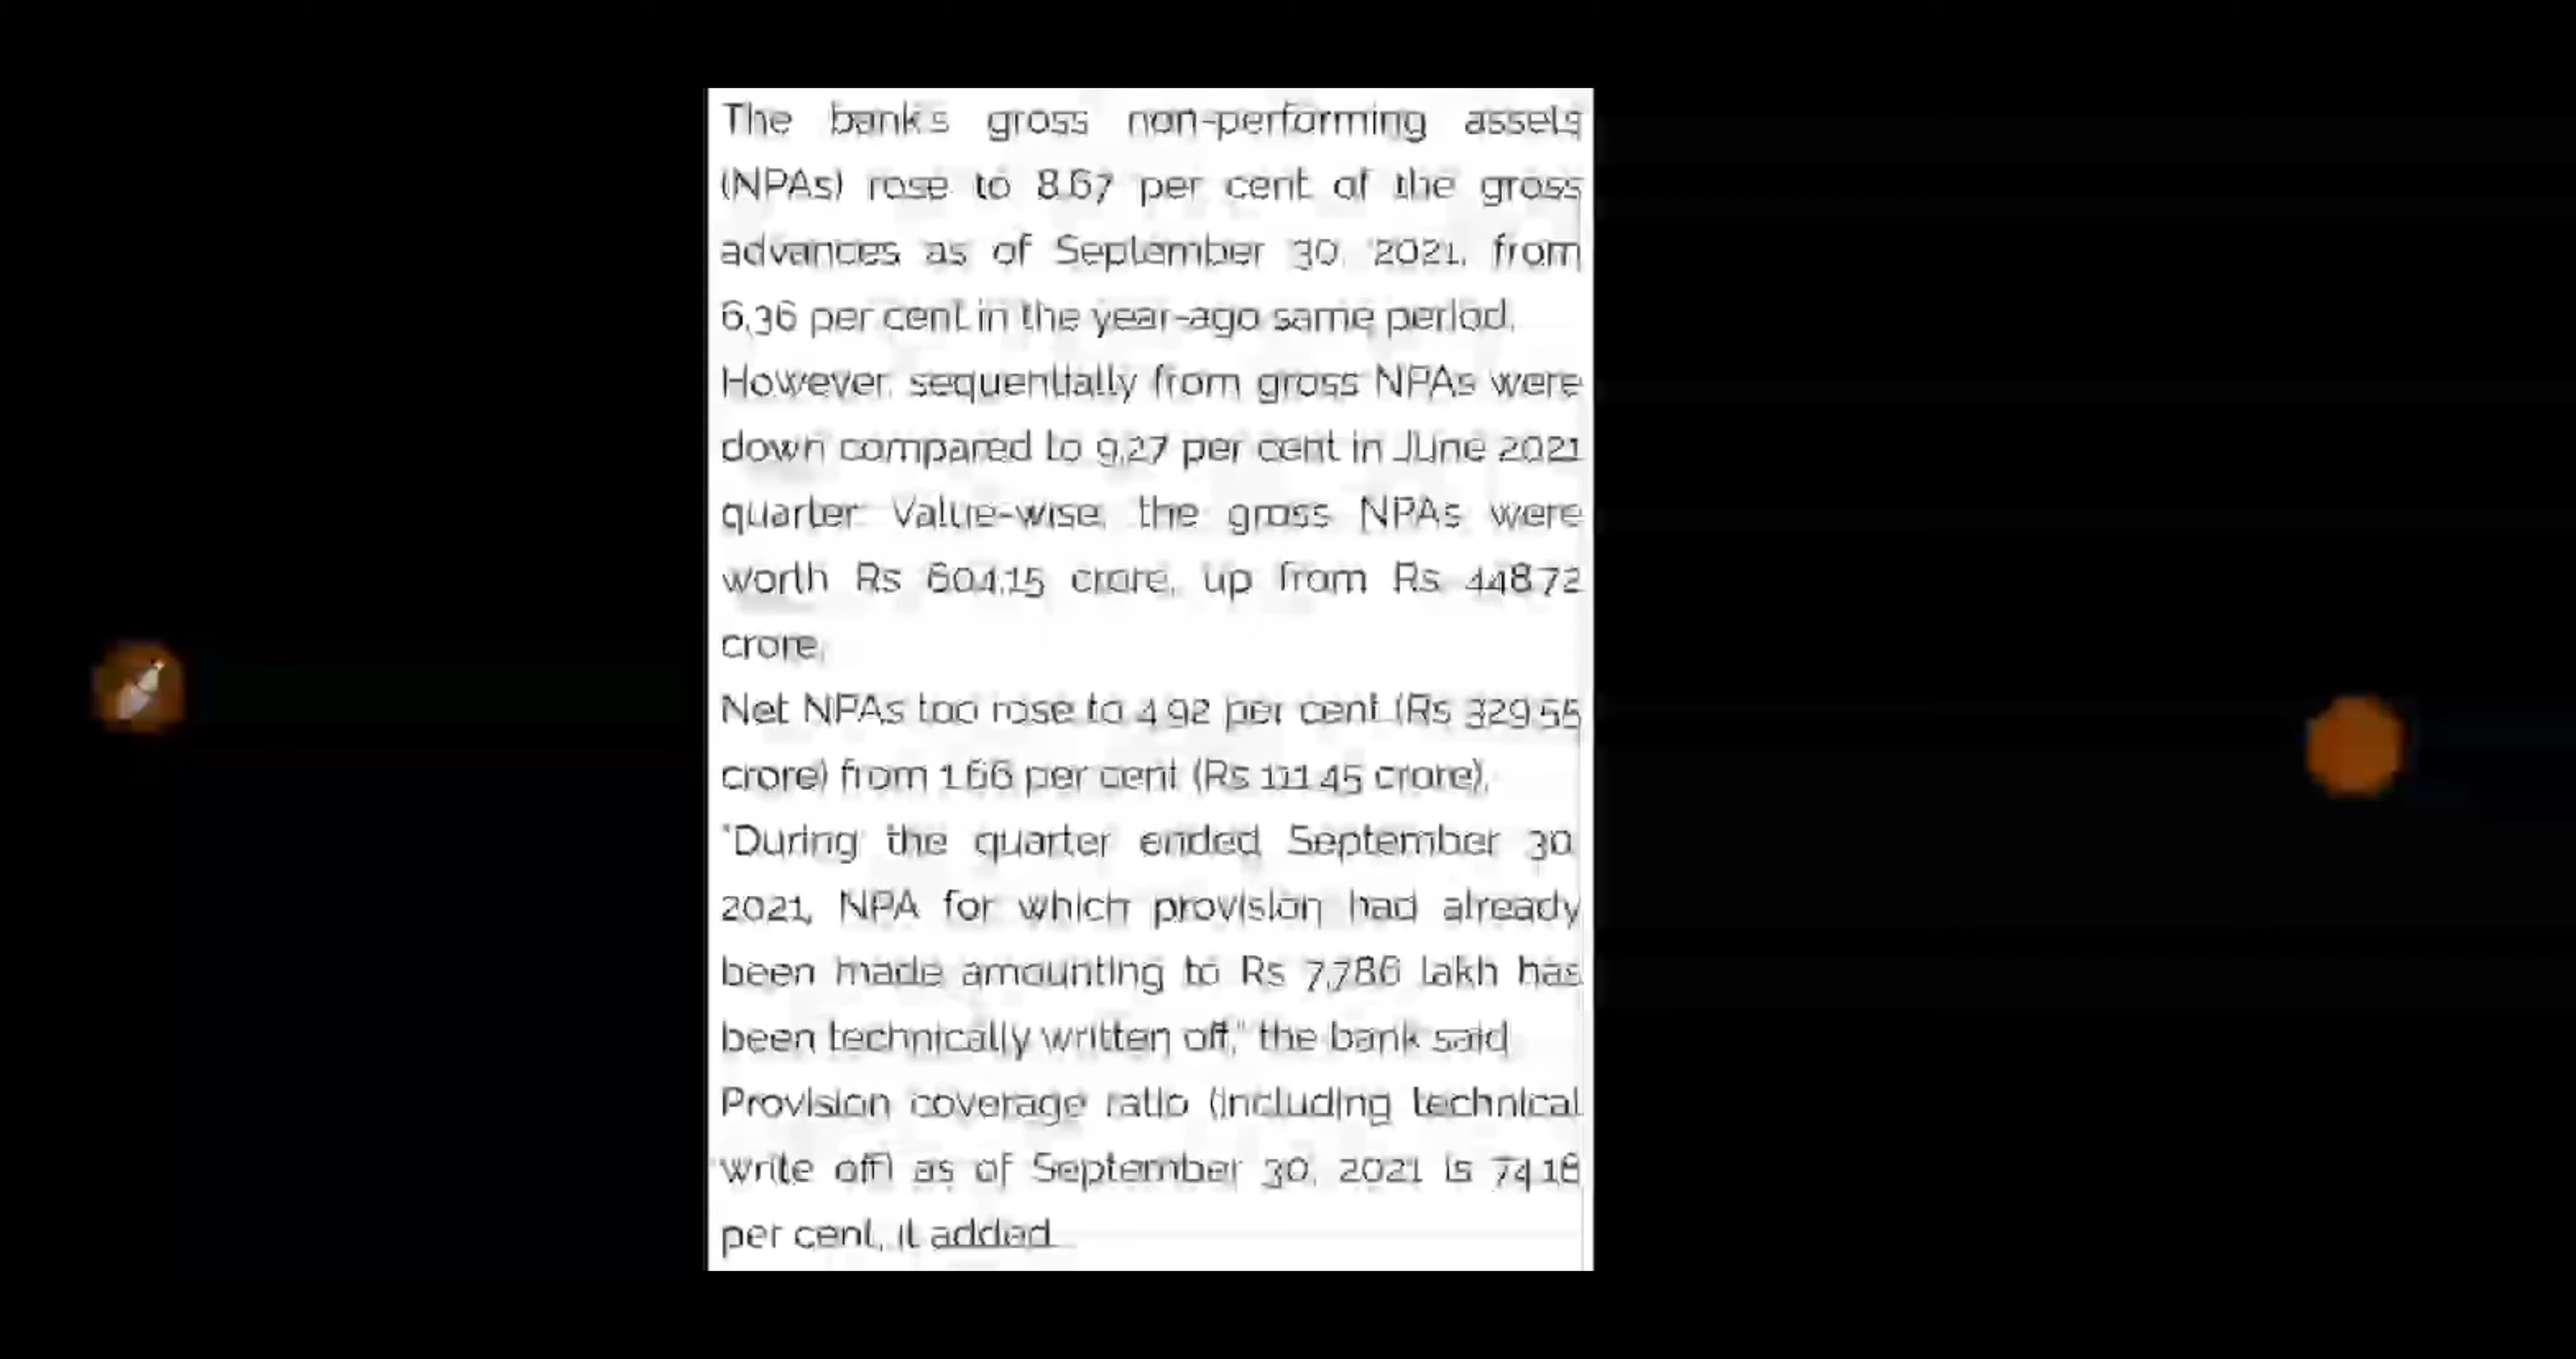 The bank's gross non-performing assets
(NPAs) rose to 8.67 per cent of the gross
advances as of September 30, 2021, from
6.36 per cent in the year-ago same period.
However, sequentially from gross NPAs were
down compared to 9.27 per cent in June 2021
quarter. Value-wise, the gross NPAs were
worth Rs 604.15 crore, up from Rs 448.72
crore.
Net NPAs too rose to 4.92 per cent (Rs 329.55
crore) from 1.66 per cent (Rs 111.45 crore).
"During the quarter ended September 30,
2021, NPA for which provision had already
been made amounting to Rs 7,786 lakh has
been technically written off," the bank said.
Provision coverage ratio (including technical
write off) as of September 30, 2021 is 74.16
per cent, it added.